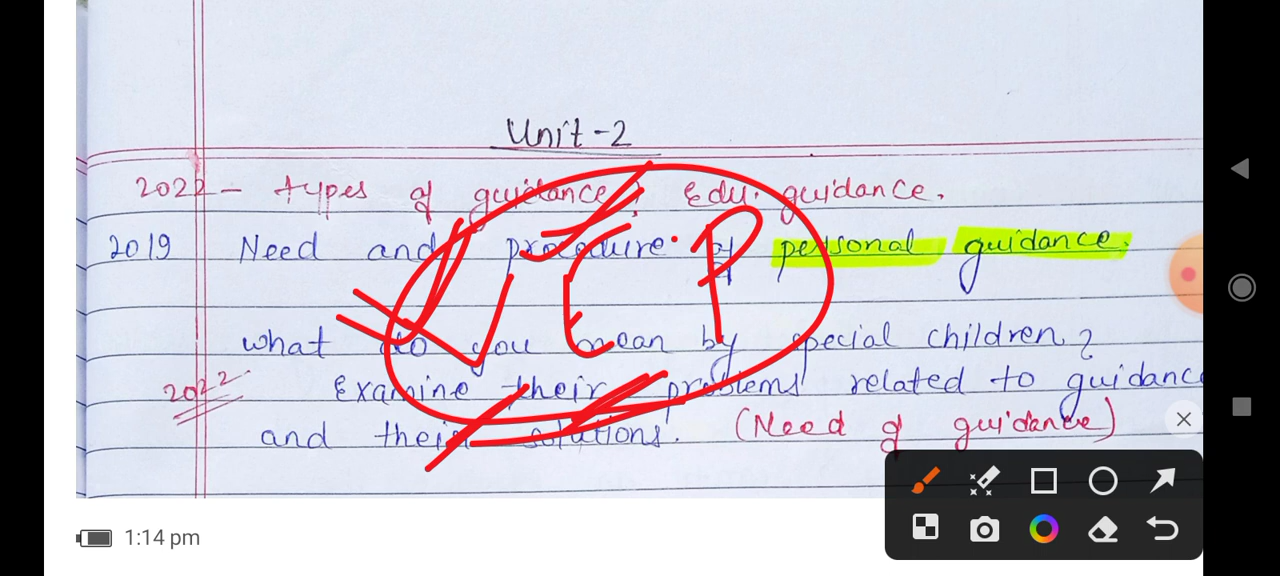 Unit-2
2022 - types of guidance, Edu. guidance.
2019 Need and procedure of personal guidance.
V E P
what do you mean by special children?
2022 Examine their problems related to guidance
and their solutions. (Need of guidance)
1:14 pm